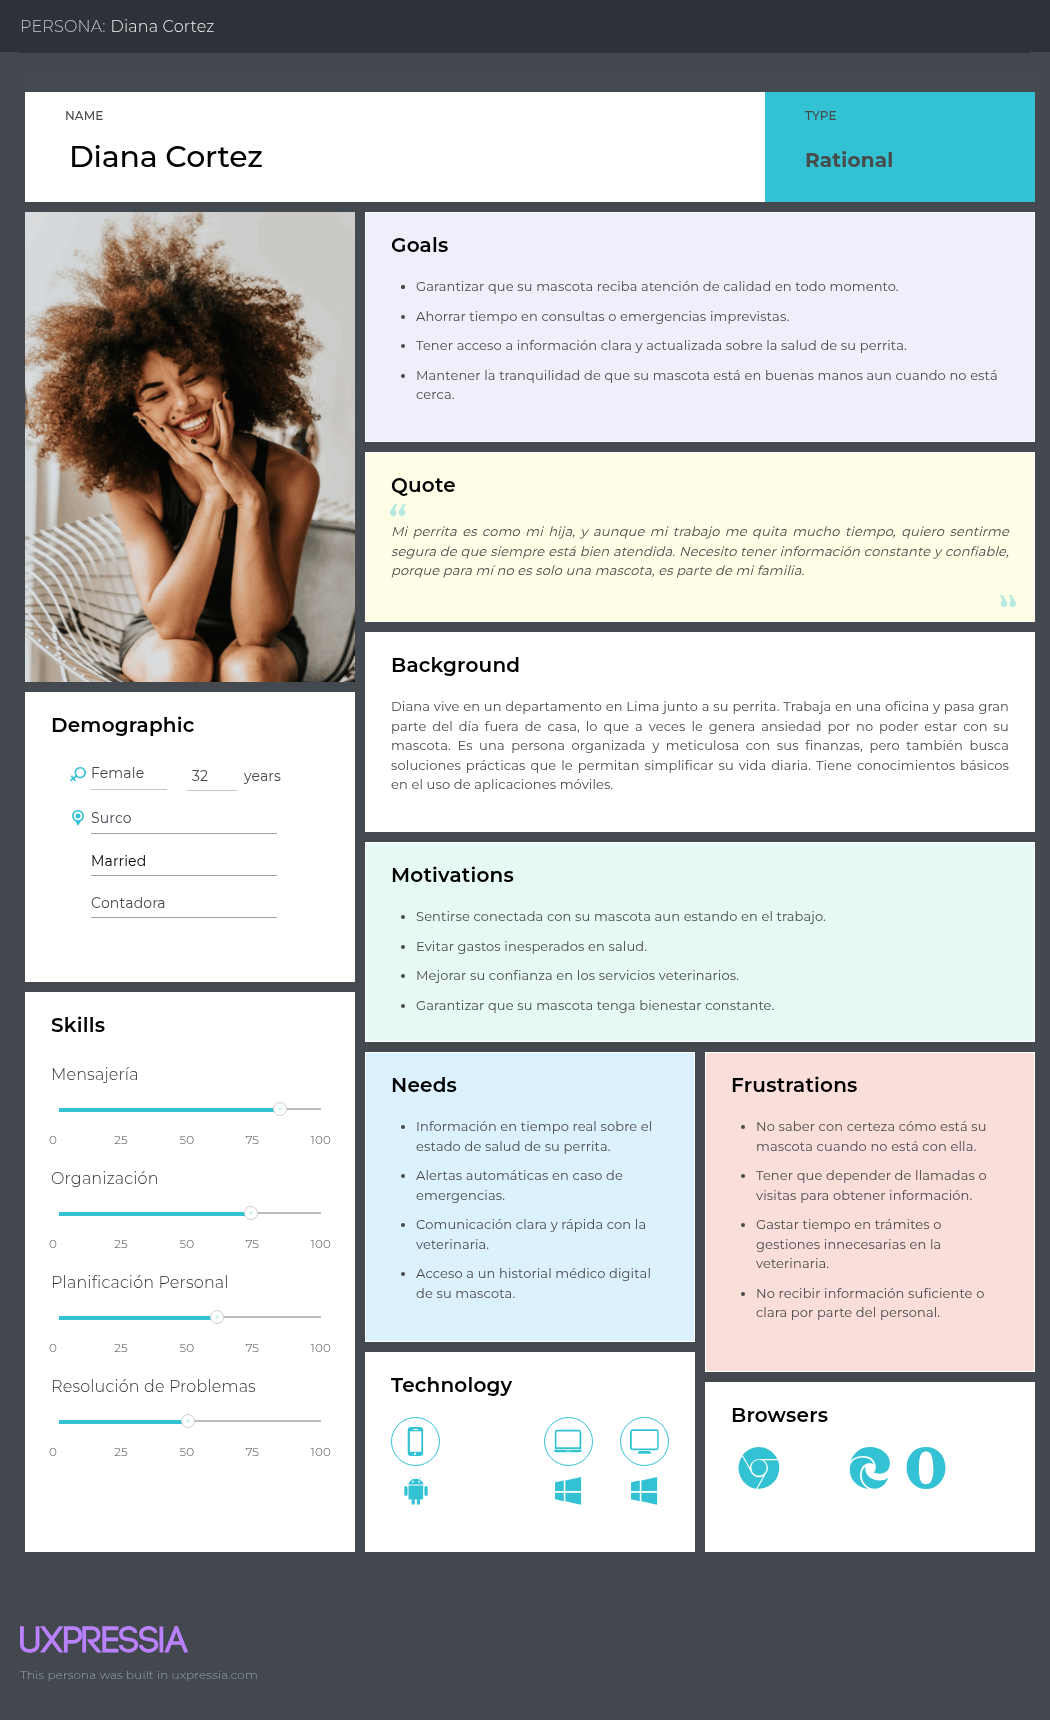 PERSONA: Diana Cortez
NAME
Diana Cortez
TYPE
Rational
Goals
Garantizar que su mascota reciba atención de calidad en todo momento.
Ahorrar tiempo en consultas o emergencias imprevistas.
Tener acceso a información clara y actualizada sobre la salud de su perrita.
Mantener la tranquilidad de que su mascota está en buenas manos aun cuando no está
cerca.
Quote
“
Mi perrita es como mi hija, y aunque mi trabajo me quita mucho tiempo, quiero sentirme
segura de que siempre está bien atendida. Necesito tener información constante y confiable,
porque para mí no es solo una mascota, es parte de mi familia.
”
Background
Diana vive en un departamento en Lima junto a su perrita. Trabaja en una oficina y pasa gran
parte del día fuera de casa, lo que a veces le genera ansiedad por no poder estar con su
mascota. Es una persona organizada y meticulosa con sus finanzas, pero también busca
soluciones prácticas que le permitan simplificar su vida diaria. Tiene conocimientos básicos
en el uso de aplicaciones móviles.
Demographic
Female 32 years
Surco
Married
Contadora
Motivations
Sentirse conectada con su mascota aun estando en el trabajo.
Evitar gastos inesperados en salud.
Mejorar su confianza en los servicios veterinarios.
Garantizar que su mascota tenga bienestar constante.
Skills
Mensajería
0 25 50 75 100
Organización
0 25 50 75 100
Planificación Personal
0 25 50 75 100
Resolución de Problemas
0 25 50 75 100
Needs
Información en tiempo real sobre el
estado de salud de su perrita.
Alertas automáticas en caso de
emergencias.
Comunicación clara y rápida con la
veterinaria.
Acceso a un historial médico digital
de su mascota.
Frustrations
No saber con certeza cómo está su
mascota cuando no está con ella.
Tener que depender de llamadas o
visitas para obtener información.
Gastar tiempo en trámites o
gestiones innecesarias en la
veterinaria.
No recibir información suficiente o
clara por parte del personal.
Technology
Browsers
UXPRESSIA
This persona was built in uxpressia.com